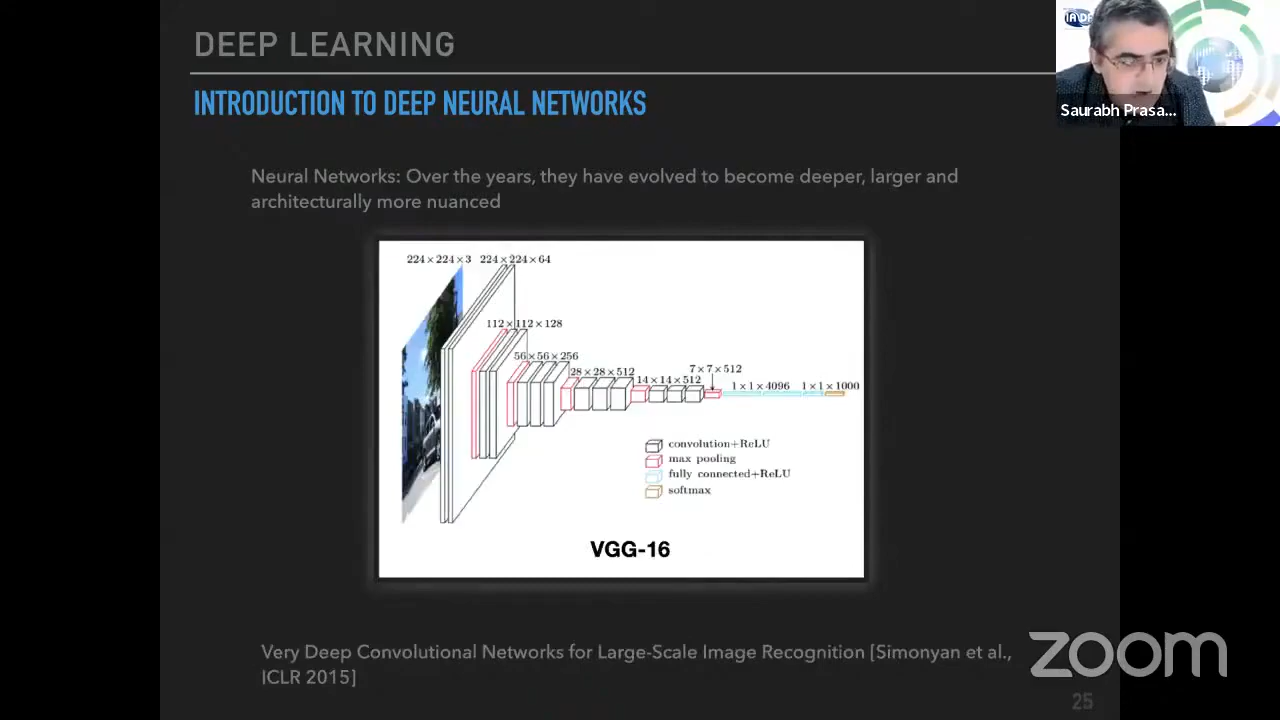 DEEP LEARNING
INTRODUCTION TO DEEP NEURAL NETWORKS
Saurabh Prasa...
Neural Networks: Over the years, they have evolved to become deeper, larger and
architecturally more nuanced
224×224×3 224×224×64
112×112×128
56×56×256
28×28×512
14×14×512
7×7×512
1×1×4096 1×1×1000
convolution+ReLU
max pooling
fully connected+ReLU
softmax
VGG-16
Very Deep Convolutional Networks for Large-Scale Image Recognition [Simonyan et al.,
ICLR 2015]
zoom
25